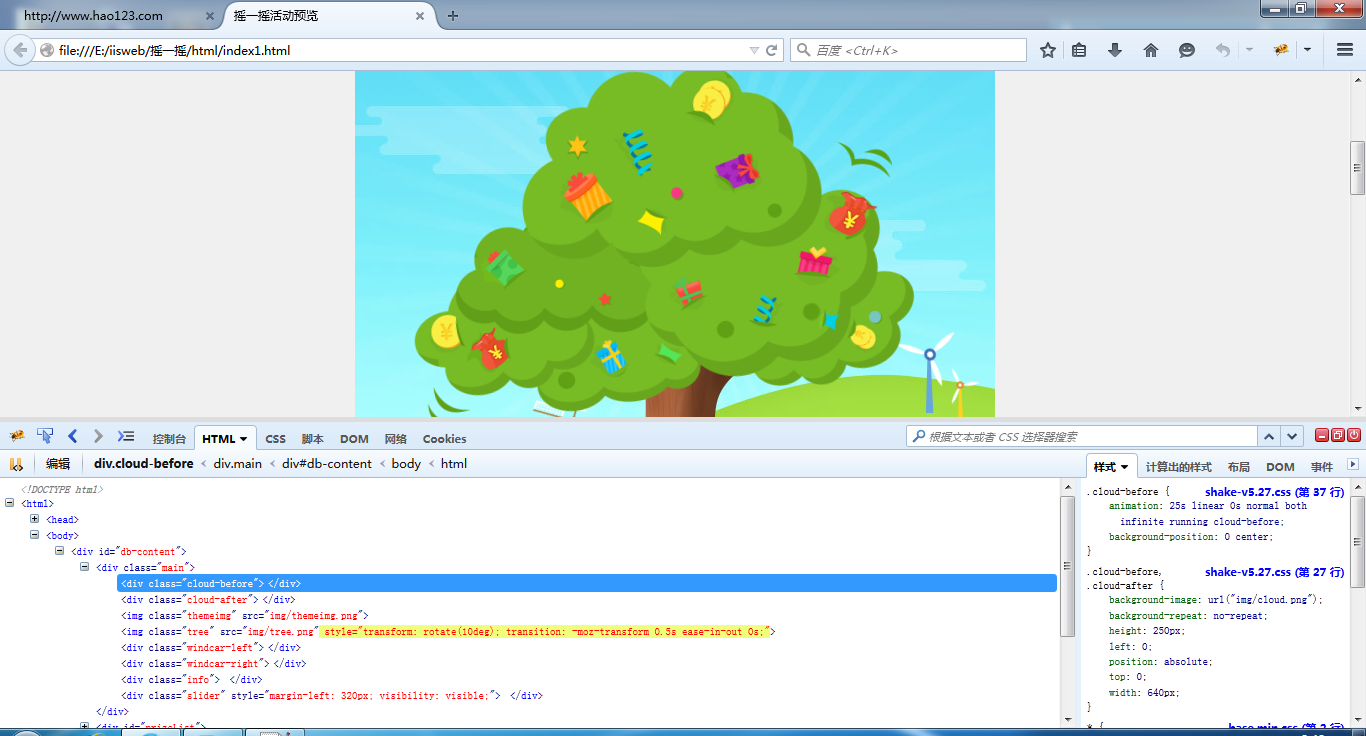 http://www.hao123.com
摇一摇活动预览
file:///E:/iisweb/摇一摇/html/index1.html
百度 <Ctrl+K>
控制台 HTML CSS 脚本 DOM 网络 Cookies
根据文本或者 CSS 选择器搜索
编辑 div.cloud-before < div.main < div#db-content < body < html
样式 计算出的样式 布局 DOM 事件
<!DOCTYPE html>
<html>
<head>
<body>
<div id="db-content">
<div class="main">
<div class="cloud-before"> </div>
<div class="cloud-after"> </div>
<img class="themeimg" src="img/themeimg.png">
<img class="tree" src="img/tree.png" style="transform: rotate(10deg); transition: -moz-transform 0.5s ease-in-out 0s;">
<div class="windcar-left"> </div>
<div class="windcar-right"> </div>
<div class="info"> </div>
<div class="slider" style="margin-left: 320px; visibility: visible;"> </div>
</div>
<div id="prizelist">
.cloud-before { shake-v5.27.css (第 37 行)
animation: 25s linear 0s normal both
infinite running cloud-before;
background-position: 0 center;
}
.cloud-before, shake-v5.27.css (第 27 行)
.cloud-after {
background-image: url("img/cloud.png");
background-repeat: no-repeat;
height: 250px;
left: 0;
position: absolute;
top: 0;
width: 640px;
}
* { base.min.css (第 2 行)